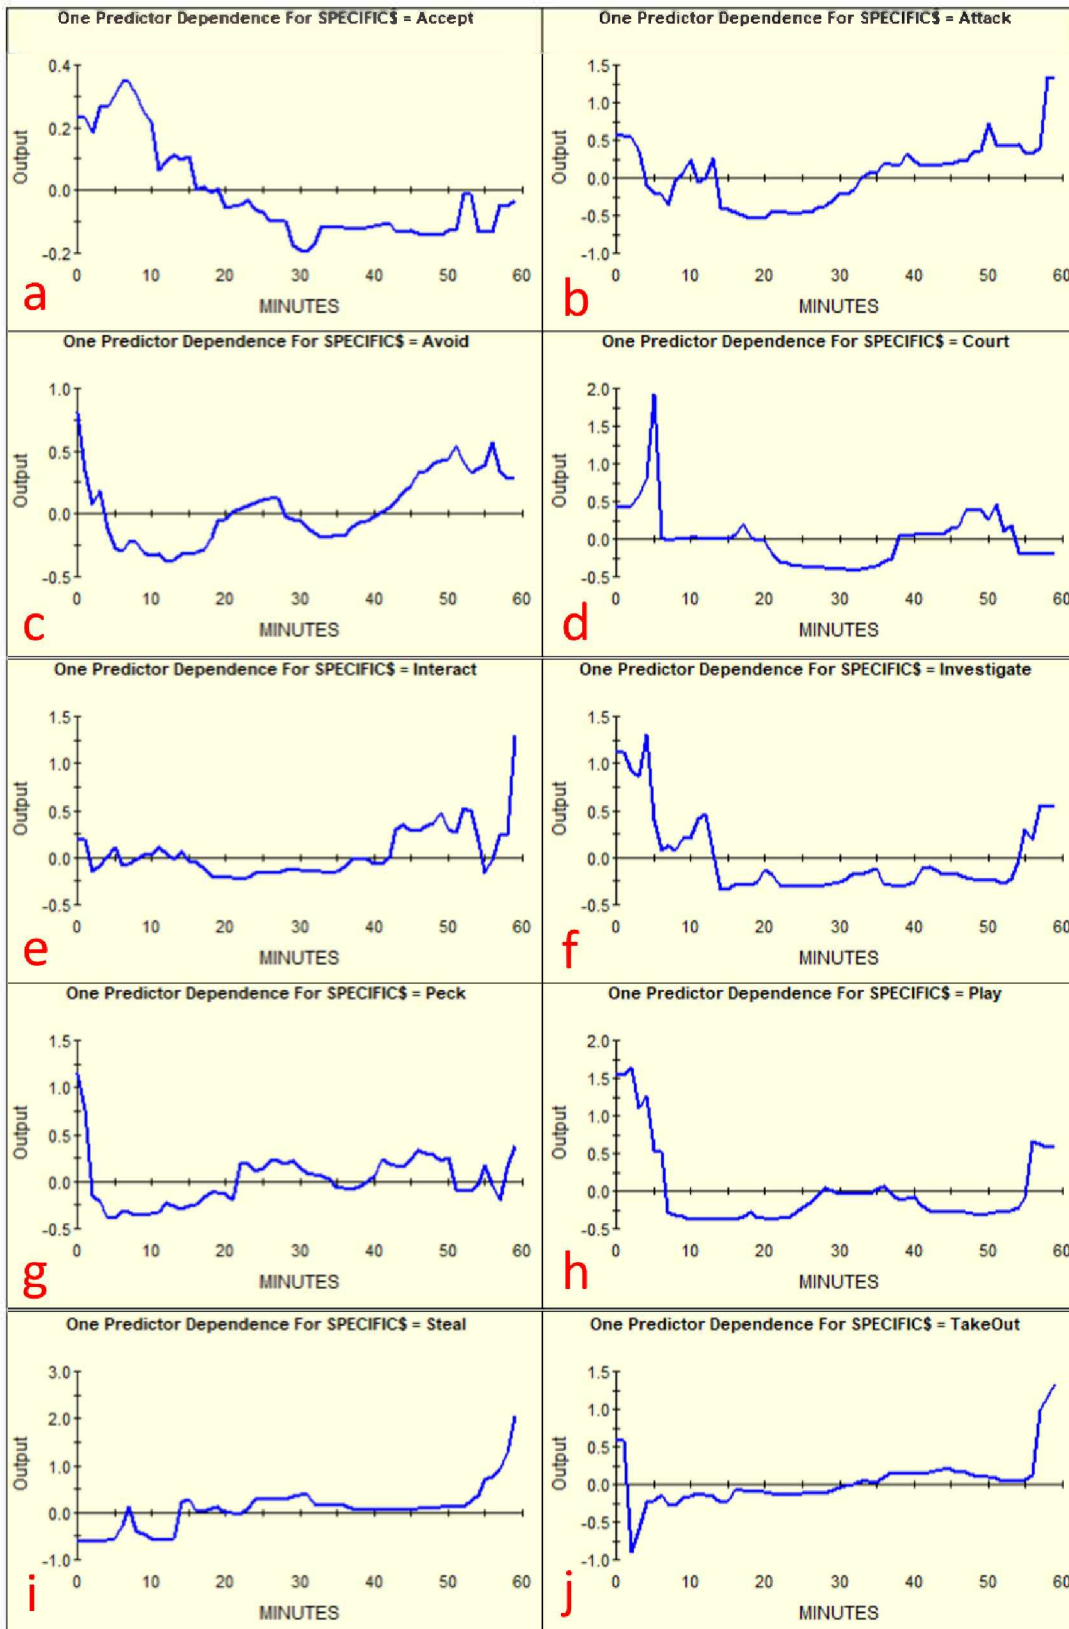 One Predictor Dependence For SPECIFIC$ = Accept
0.4
0.2
0.0
-0.2
Output
0 10 20 30 40 50 60
MINUTES
a
One Predictor Dependence For SPECIFIC$ = Attack
1.5
1.0
0.5
0.0
-0.5
-1.0
Output
0 10 20 30 40 50 60
MINUTES
b
One Predictor Dependence For SPECIFIC$ = Avoid
1.0
0.5
0.0
-0.5
Output
0 10 20 30 40 50 60
MINUTES
c
One Predictor Dependence For SPECIFIC$ = Court
2.0
1.5
1.0
0.5
0.0
-0.5
Output
0 10 20 30 40 50 60
MINUTES
d
One Predictor Dependence For SPECIFIC$ = Interact
1.5
1.0
0.5
0.0
-0.5
Output
0 10 20 30 40 50 60
MINUTES
e
One Predictor Dependence For SPECIFIC$ = Investigate
1.5
1.0
0.5
0.0
-0.5
Output
0 10 20 30 40 50 60
MINUTES
f
One Predictor Dependence For SPECIFIC$ = Peck
1.5
1.0
0.5
0.0
-0.5
Output
0 10 20 30 40 50 60
MINUTES
g
One Predictor Dependence For SPECIFIC$ = Play
2.0
1.5
1.0
0.5
0.0
-0.5
Output
0 10 20 30 40 50 60
MINUTES
h
One Predictor Dependence For SPECIFIC$ = Steal
3.0
2.0
1.0
0.0
-1.0
Output
0 10 20 30 40 50 60
MINUTES
i
One Predictor Dependence For SPECIFIC$ = TakeOut
1.5
1.0
0.5
0.0
-0.5
-1.0
Output
0 10 20 30 40 50 60
MINUTES
j